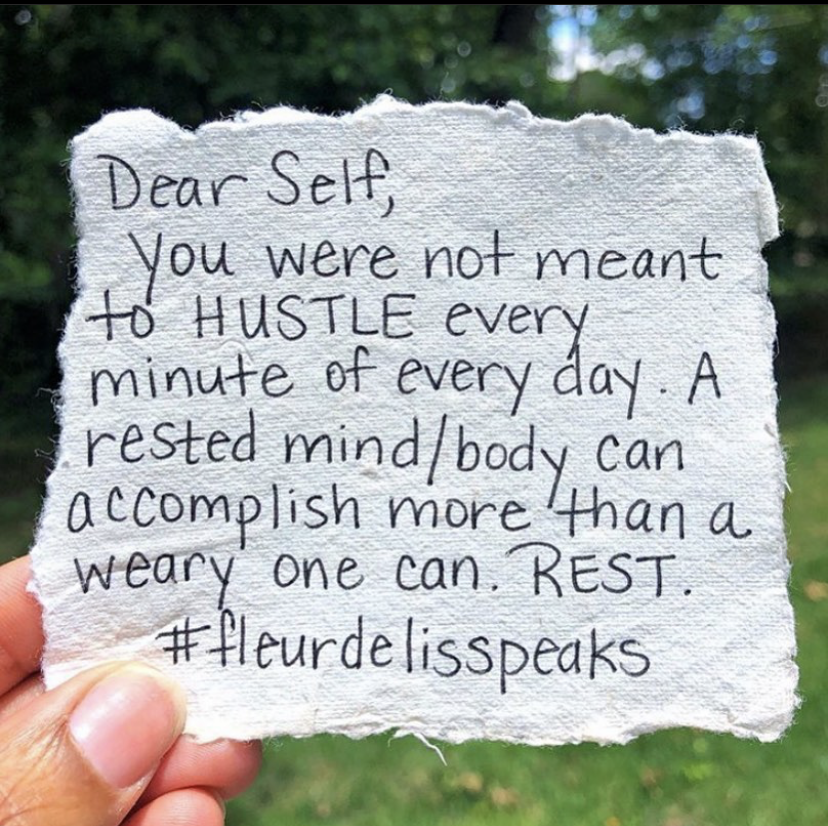 Dear Self,
You were not meant
to HUSTLE every
minute of every day. A
rested mind/body can
accomplish more than a
weary one can. REST.
#fleurdelisspeaks